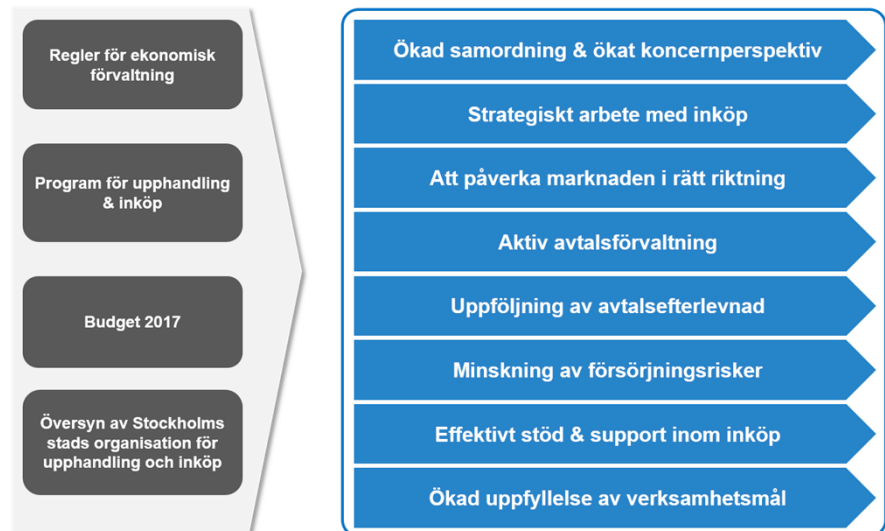 Regler för ekonomisk
förvaltning
Program för upphandling
& inköp
Budget 2017
Översyn av Stockholms
stads organisation för
upphandling och inköp
Ökad samordning & ökat koncernperspektiv
Strategiskt arbete med inköp
Att påverka marknaden i rätt riktning
Aktiv avtalsförvaltning
Uppföljning av avtalsefterlevnad
Minskning av försörjningsrisker
Effektivt stöd & support inom inköp
Ökad uppfyllelse av verksamhetsmål